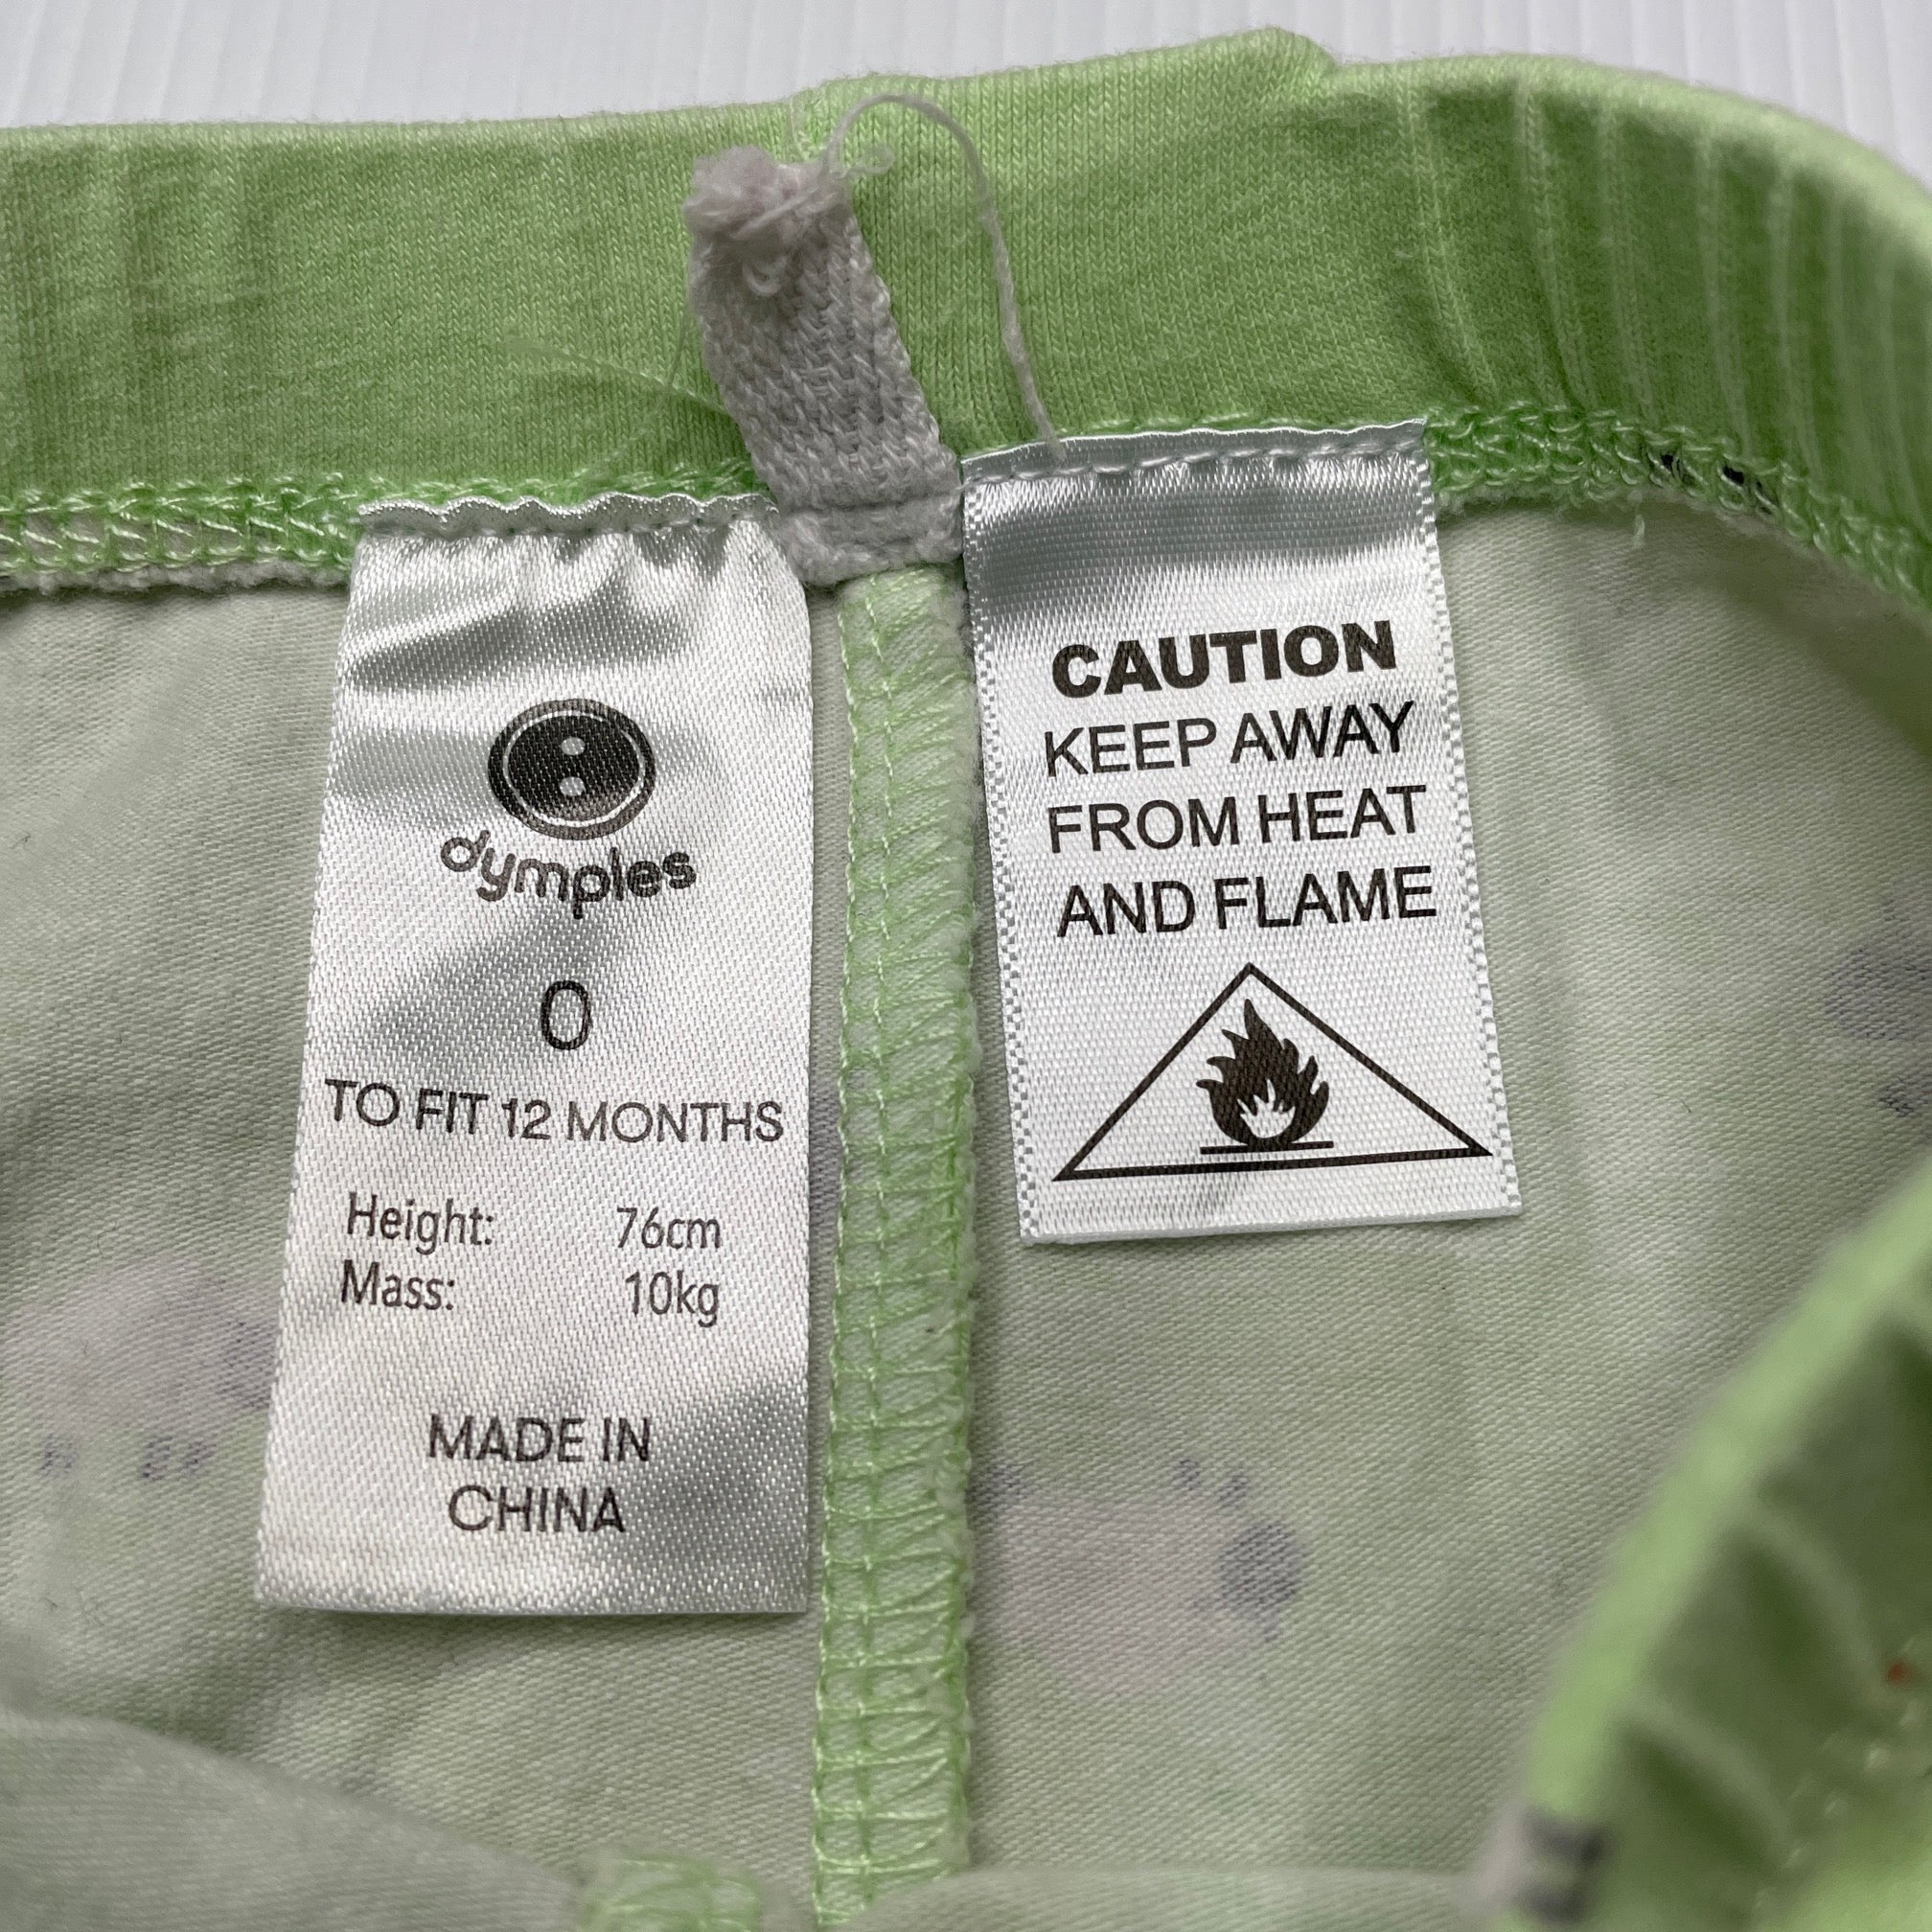 dymples
0
TO FIT 12 MONTHS
Height: 76cm
Mass: 10kg
MADE IN
CHINA
CAUTION
KEEP AWAY
FROM HEAT
AND FLAME